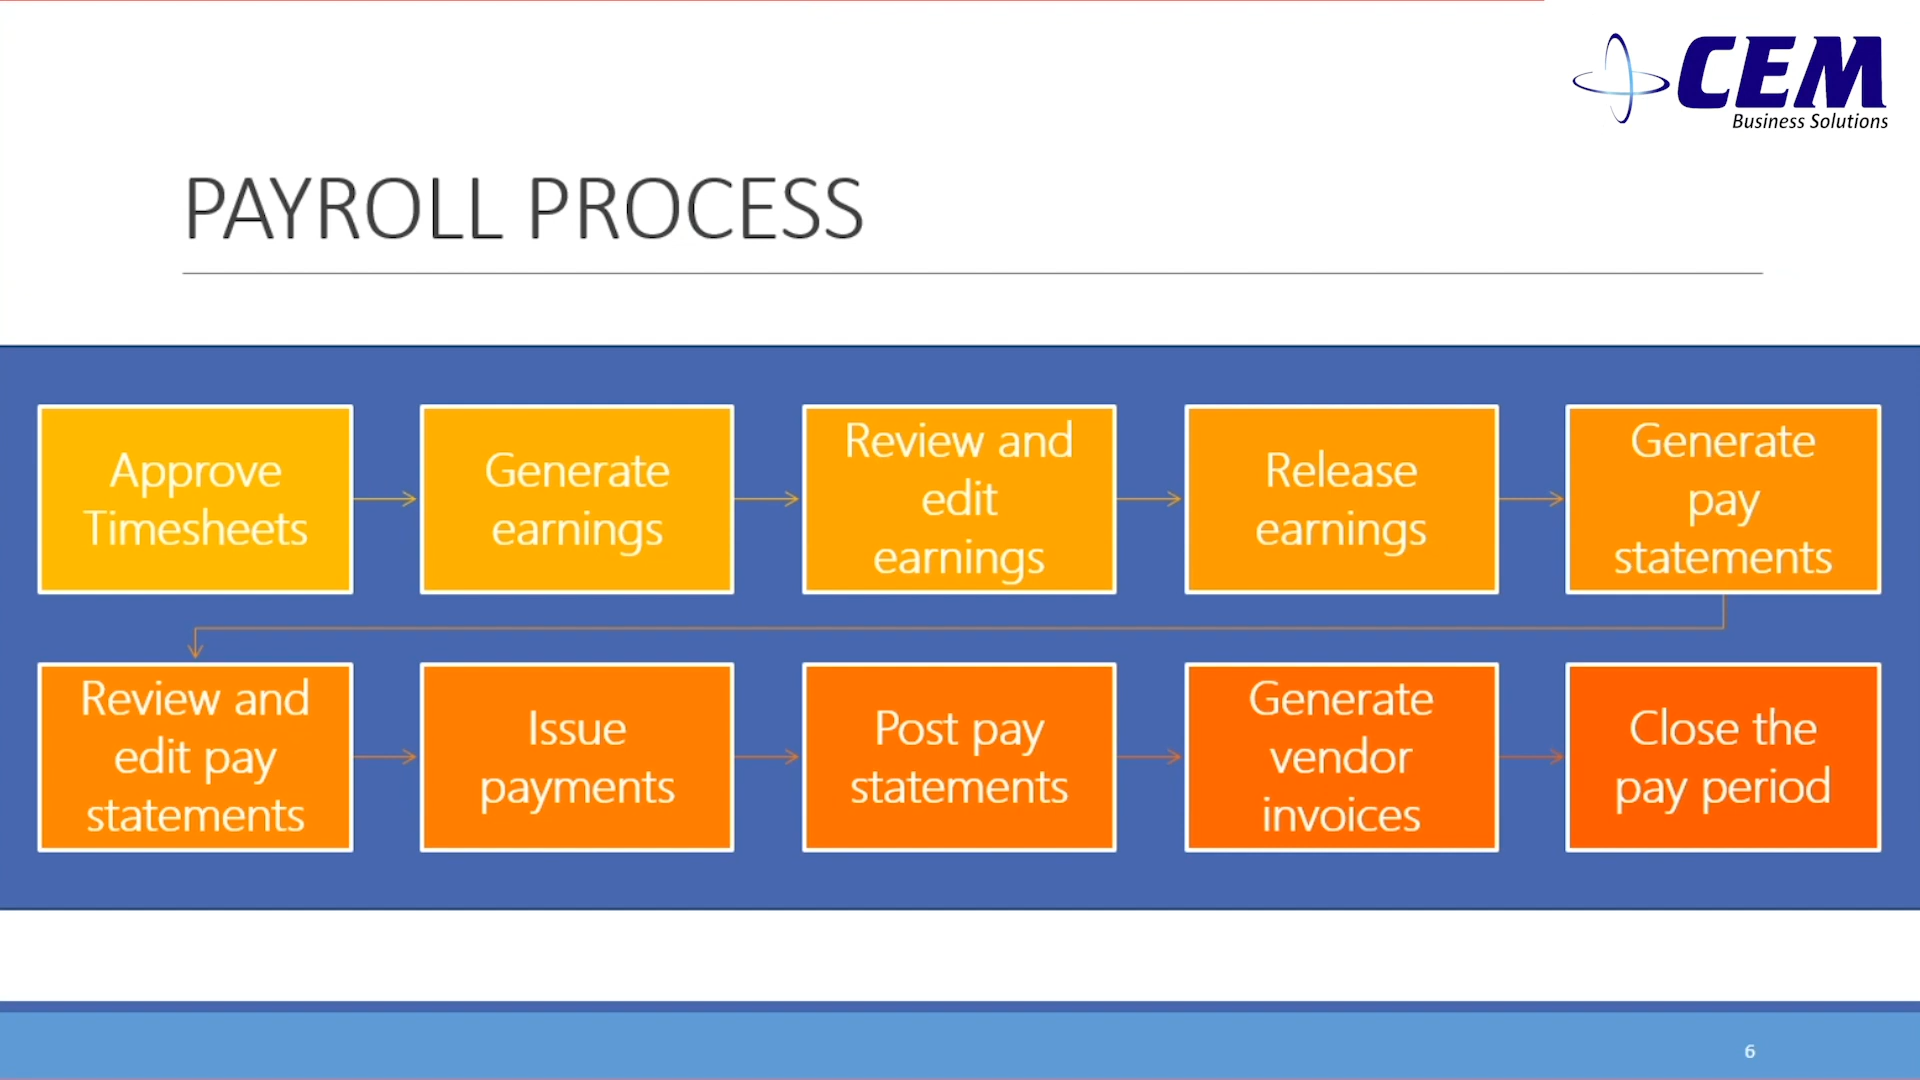 CEM
Business Solutions
PAYROLL PROCESS
Approve
Timesheets
Generate
earnings
Review and
edit
earnings
Release
earnings
Generate
pay
statements
Review and
edit pay
statements
Issue
payments
Post pay
statements
Generate
vendor
invoices
Close the
pay period
6